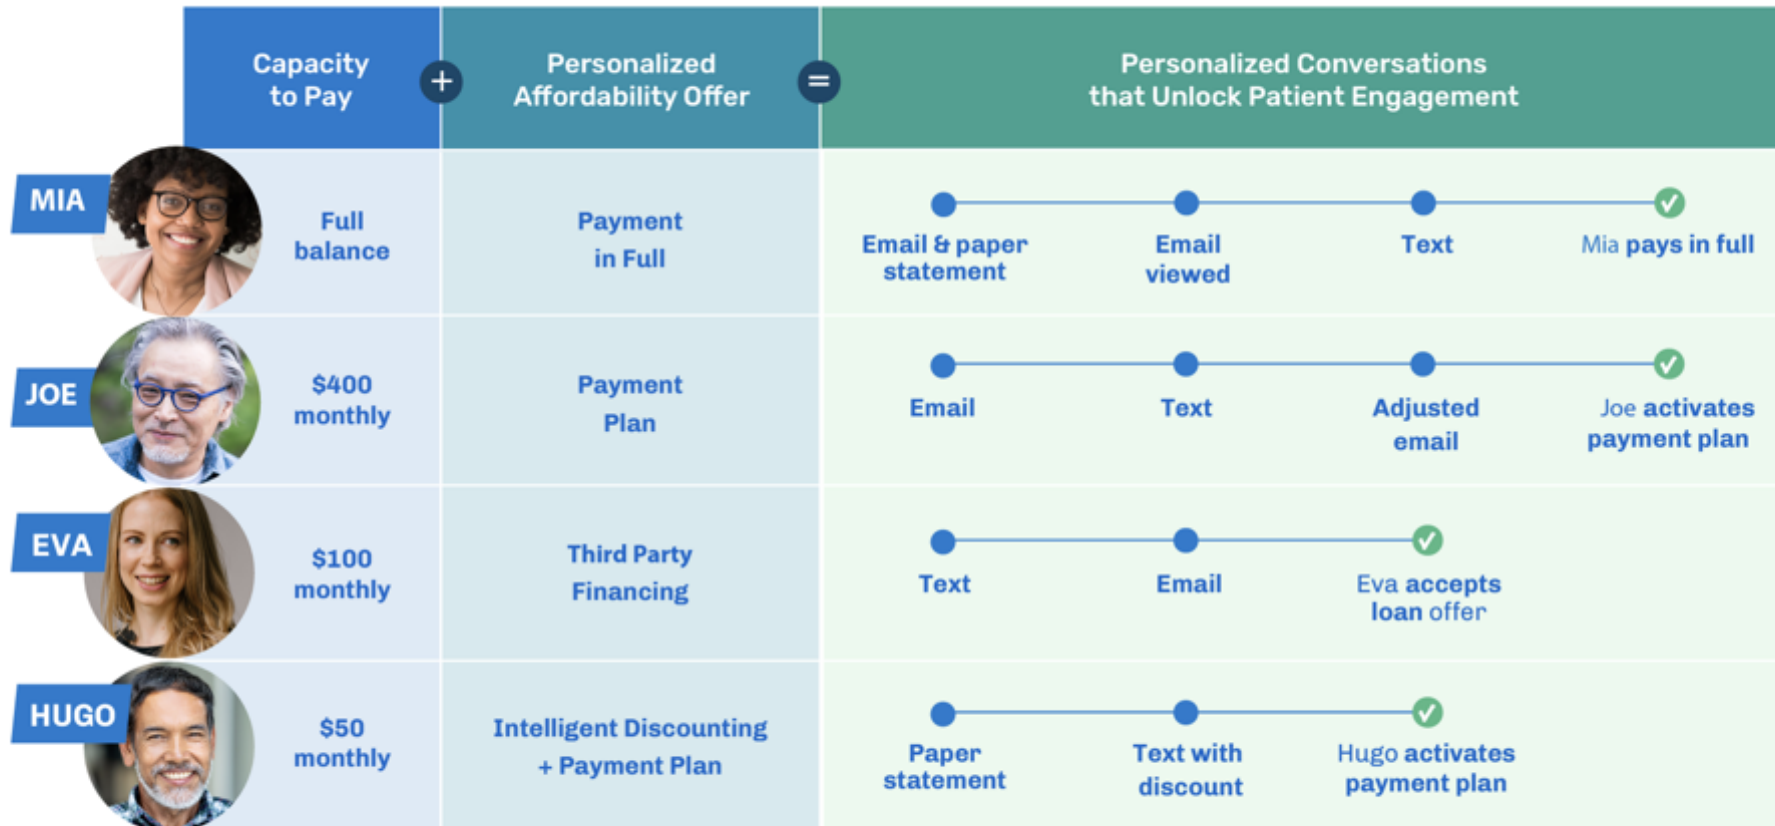 Capacity
to Pay
+
Personalized
Affordability Offer
=
Personalized Conversations
that Unlock Patient Engagement
MIA
Full
balance
Payment
in Full
Email & paper
statement
Email
viewed
Text
Mia pays in full
JOE
$400
monthly
Payment
Plan
Email
Text
Adjusted
email
Joe activates
payment plan
EVA
$100
monthly
Third Party
Financing
Text
Email
Eva accepts
loan offer
HUGO
$50
monthly
Intelligent Discounting
+ Payment Plan
Paper
statement
Text with
discount
Hugo activates
payment plan